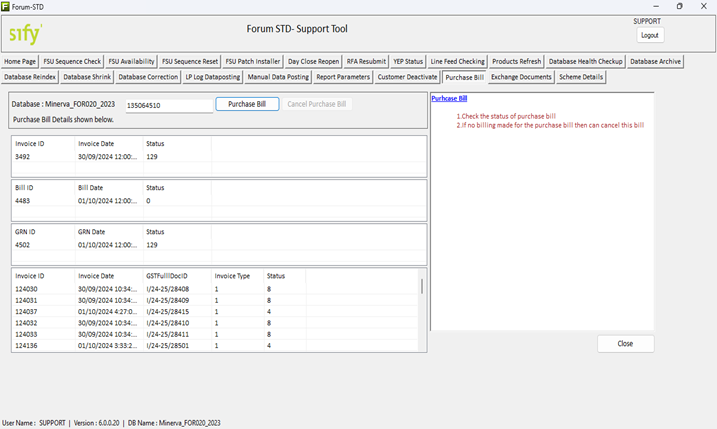 Forum-STD
sify
Forum STD- Support Tool
SUPPORT
Logout
Home Page FSU Sequence Check FSU Availability FSU Sequence Reset FSU Patch Installer Day Close Reopen RFA Resubmit YEP Status Line Feed Checking Products Refresh Database Health Checkup Database Archive
Database Reindex Database Shrink Database Correction LP Log Dataposting Manual Data Posting Report Parameters Customer Deactivate Purchase Bill Exchange Documents Scheme Details
Database : Minerva_FOR020_2023 135064510 Purchase Bill Cancel Purchase Bill
Purchase Bill Details shown below.
Purhcase Bill
1.Check the status of purchase bill
2.If no billing made for the purchase bill then can cancel this bill
Invoice ID Invoice Date Status
3492 30/09/2024 12:00:... 129
Bill ID Bill Date Status
4483 01/10/2024 12:00:... 0
GRN ID GRN Date Status
4502 01/10/2024 12:00:... 129
Invoice ID Invoice Date GSTFullDocID Invoice Type Status
124030 30/09/2024 10:34:... I/24-25/28408 1 8
124031 30/09/2024 10:34:... I/24-25/28409 1 8
124037 01/10/2024 4:27:0... I/24-25/28415 1 4
124032 30/09/2024 10:34:... I/24-25/28410 1 8
124033 30/09/2024 10:34:... I/24-25/28411 1 8
124136 01/10/2024 3:33:2... I/24-25/28501 1 4
Close
User Name : SUPPORT | Version : 6.0.0.20 | DB Name : Minerva_FOR020_2023